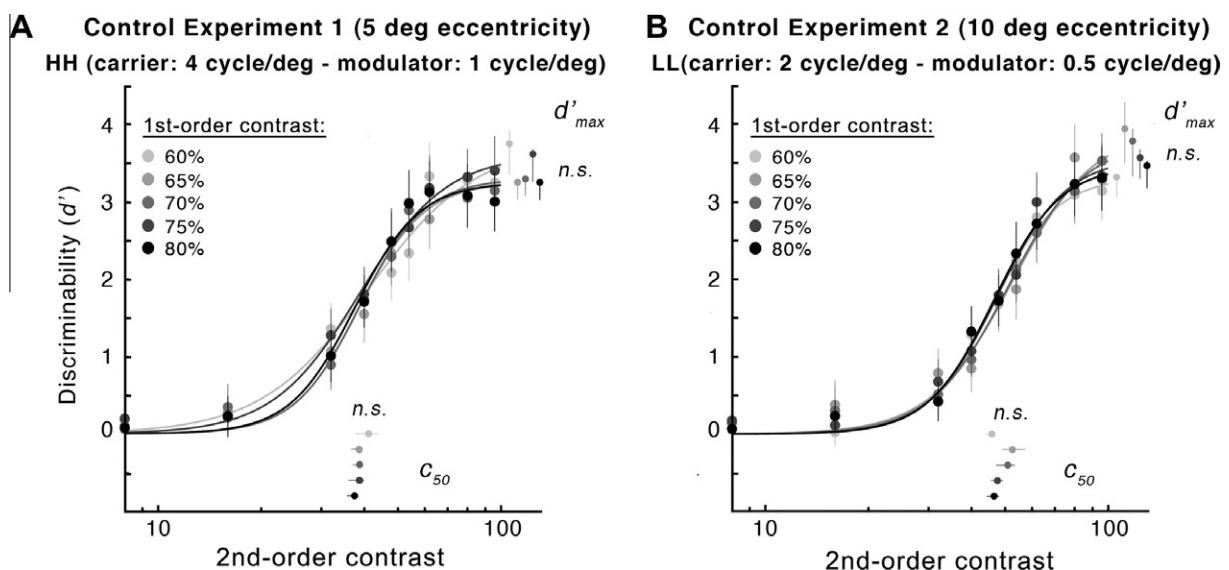 A Control Experiment 1 (5 deg eccentricity)
HH (carrier: 4 cycle/deg - modulator: 1 cycle/deg)
1st-order contrast:
60%
65%
70%
75%
80%
d'max
n.s.
Discriminability (d')
4
3
2
1
0
n.s.
c50
10
100
2nd-order contrast
B Control Experiment 2 (10 deg eccentricity)
LL(carrier: 2 cycle/deg - modulator: 0.5 cycle/deg)
1st-order contrast:
60%
65%
70%
75%
80%
d'max
n.s.
4
3
2
1
0
n.s.
c50
10
100
2nd-order contrast